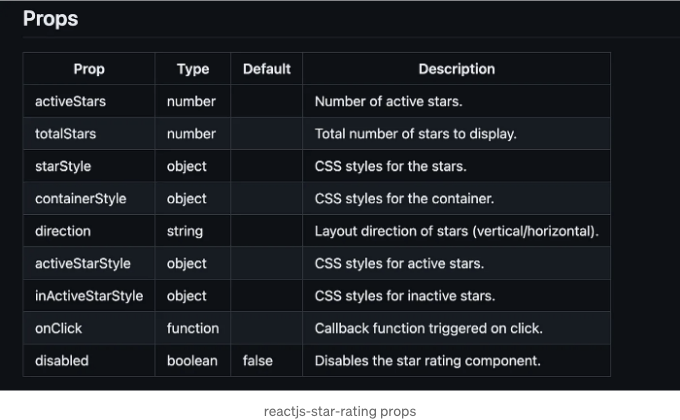 Props
Prop Type Default Description
activeStars number Number of active stars.
totalStars number Total number of stars to display.
starStyle object CSS styles for the stars.
containerStyle object CSS styles for the container.
direction string Layout direction of stars (vertical/horizontal).
activeStarStyle object CSS styles for active stars.
inActiveStarStyle object CSS styles for inactive stars.
onClick function Callback function triggered on click.
disabled boolean false Disables the star rating component.
reactjs-star-rating props